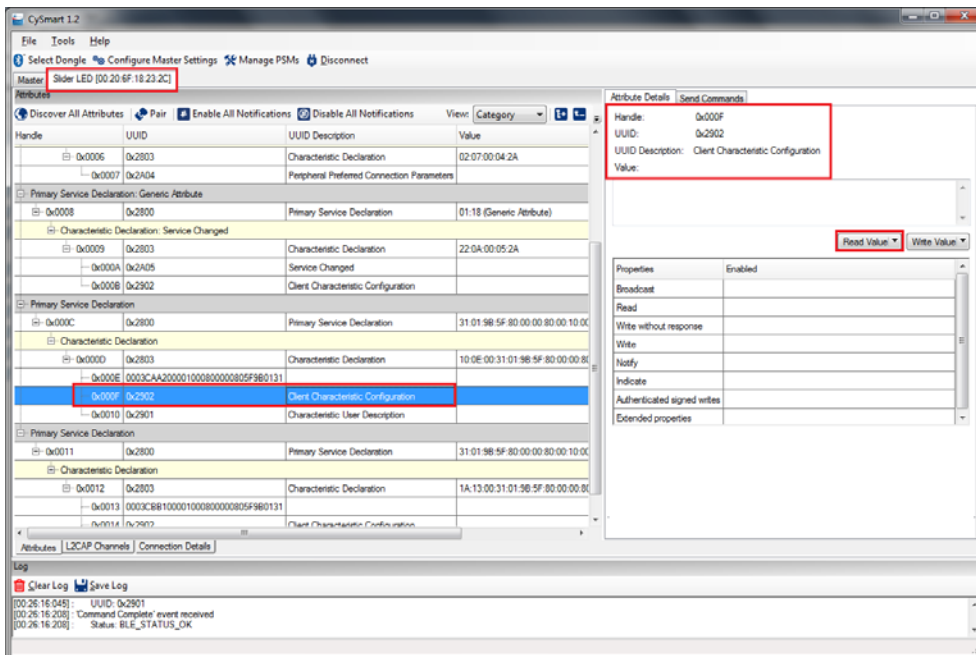 CySmart 1.2
File Tools Help
Select Dongle Configure Master Settings Manage PSMs Disconnect
Master Slider LED [00:20:6F:18:23:2C]
Attributes
Discover All Attributes Pair Enable All Notifications Disable All Notifications View: Category
Handle UUID UUID Description Value
0x0006 0x2803 Characteristic Declaration 02:07:00:04:2A
0x0007 0x2A04 Peripheral Preferred Connection Parameters
Primary Service Declaration: Generic Attribute
0x0008 0x2800 Primary Service Declaration 01:18 (Generic Attribute)
Characteristic Declaration: Service Changed
0x0009 0x2803 Characteristic Declaration 22:0A:00:05:2A
0x000A 0x2A05 Service Changed
0x000B 0x2902 Client Characteristic Configuration
Primary Service Declaration
0x000C 0x2800 Primary Service Declaration 31:01:9B:5F:80:00:00:80:00:10:00
Characteristic Declaration
0x000D 0x2803 Characteristic Declaration 10:0E:00:31:01:9B:5F:80:00:00:80
0x000E 0003CAA200001000800000805F9B0131
0x000F 0x2902 Client Characteristic Configuration
0x0010 0x2901 Characteristic User Description
Primary Service Declaration
0x0011 0x2800 Primary Service Declaration 31:01:9B:5F:80:00:00:80:00:10:00
Characteristic Declaration
0x0012 0x2803 Characteristic Declaration 1A:13:00:31:01:9B:5F:80:00:00:80
0x0013 0003CBB100001000800000805F9B0131
0x0014 0x2902 Client Characteristic Configuration
Attributes L2CAP Channels Connection Details
Attribute Details Send Commands
Handle: 0x000F
UUID: 0x2902
UUID Description: Client Characteristic Configuration
Value:
Read Value Write Value
Properties Enabled
Broadcast
Read
Write without response
Write
Notify
Indicate
Authenticated signed writes
Extended properties
Log
Clear Log Save Log
[00:26:16:045] : UUID: 0x2901
[00:26:16:208] : 'Command Complete' event received
[00:26:16:208] : Status: BLE_STATUS_OK